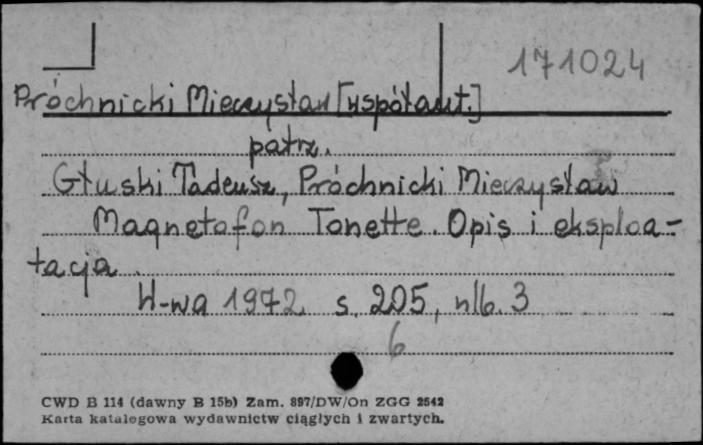 171024
Próchnicki Mieczysław [współaut.]
patrz.
Głuski Tadeusz, Próchnicki Mieczysław
Magnetofon Tonette. Opis i eksploa-
tacja.
W-wa 1972. s. 205, nlb. 3
6
CWD B 114 (dawny B 15b) Zam. 897/DW/On ZGG 2542
Karta katalogowa wydawnictw ciągłych i zwartych.